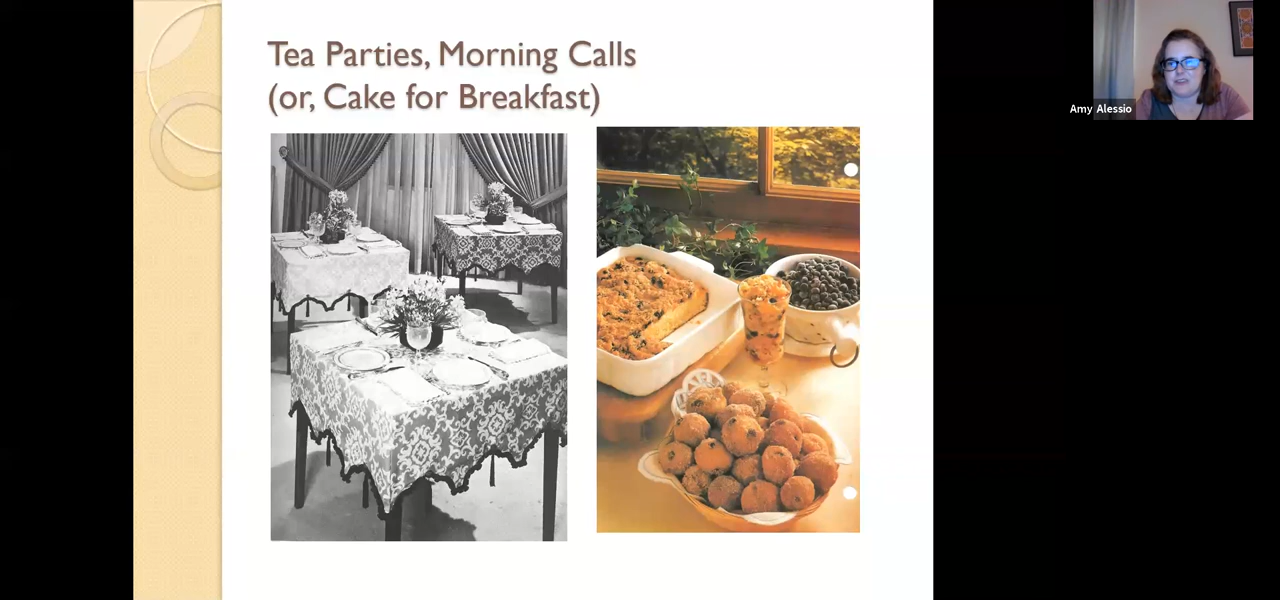 Tea Parties, Morning Calls
(or, Cake for Breakfast)
Amy Alessio